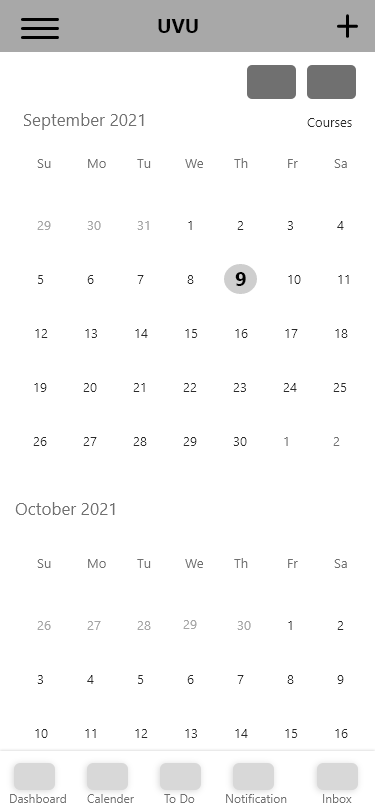 UVU
September 2021
Courses
Su Mo Tu We Th Fr Sa
29 30 31 1 2 3 4
5 6 7 8 9 10 11
12 13 14 15 16 17 18
19 20 21 22 23 24 25
26 27 28 29 30 1 2
October 2021
Su Mo Tu We Th Fr Sa
26 27 28 29 30 1 2
3 4 5 6 7 8 9
10 11 12 13 14 15 16
Dashboard Calender To Do Notification Inbox